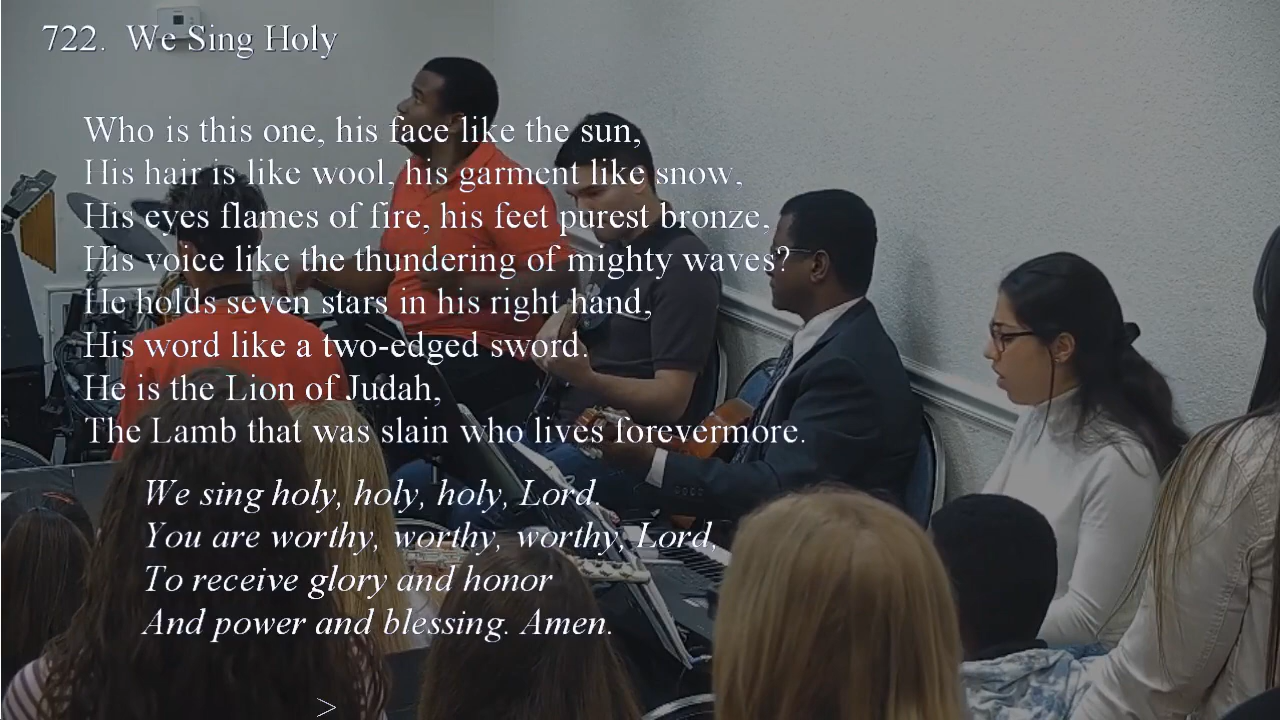 722. We Sing Holy
Who is this one, his face like the sun,
His hair is like wool, his garment like snow,
His eyes flames of fire, his feet purest bronze,
His voice like the thundering of mighty waves?
He holds seven stars in his right hand,
His word like a two-edged sword.
He is the Lion of Judah,
The Lamb that was slain who lives forevermore.
We sing holy, holy, holy, Lord.
You are worthy, worthy, worthy, Lord,
To receive glory and honor
And power and blessing. Amen.
>